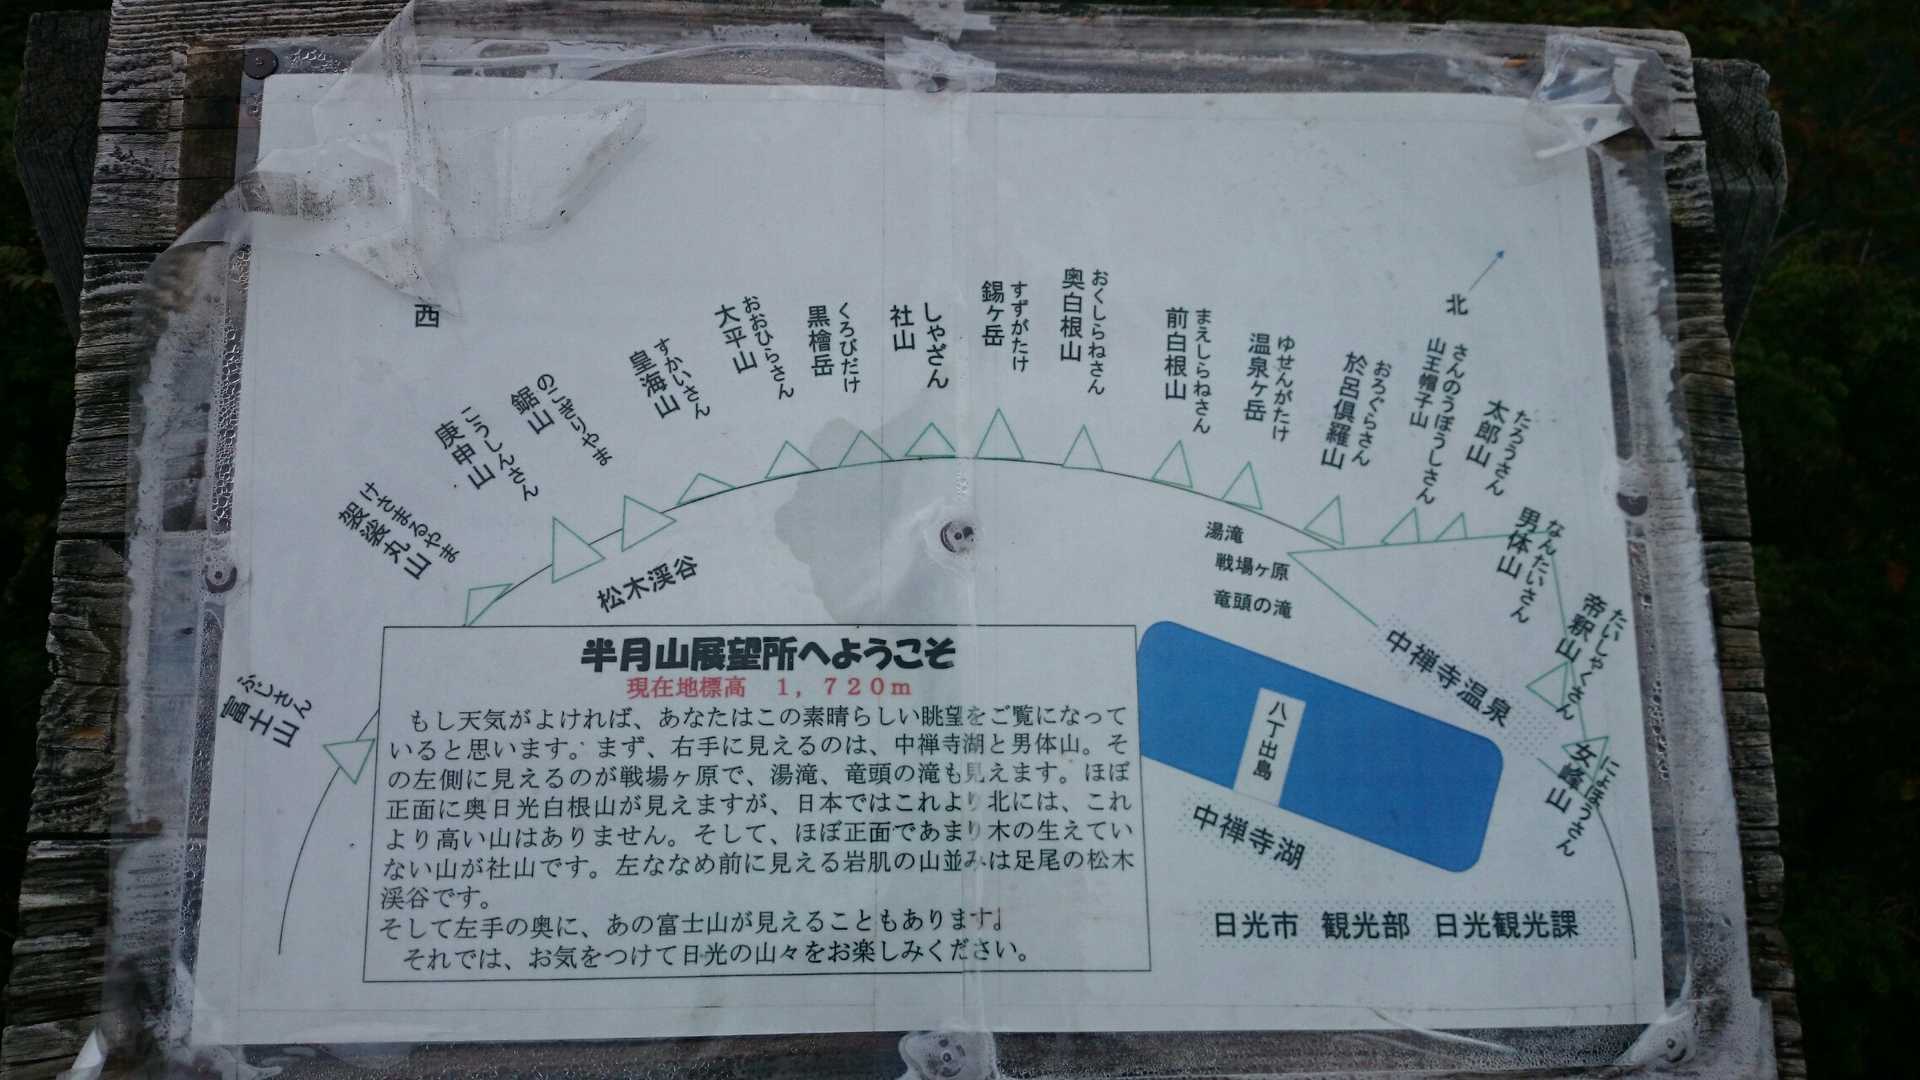 西
北
ふじさん
富士山
けさまるやま
袈裟丸山
こうしんさん
庚申山
のこぎりやま
鋸山
すかいさん
皇海山
おおひらさん
大平山
くろびだけ
黒檜岳
しゃざん
社山
すずがたけ
錫ヶ岳
おくしらねさん
奥白根山
まえしらねさん
前白根山
ゆせんがたけ
温泉ヶ岳
おろぐらさん
於呂倶羅山
さんのうぼうしさん
山王帽子山
たろうさん
太郎山
なんたいさん
男体山
たいしゃくさん
帝釈山
にょほうさん
女峰山
松木渓谷
湯滝
戦場ヶ原
竜頭の滝
中禅寺温泉
八丁出島
中禅寺湖
半月山展望所へようこそ
現在地標高 1,720m
もし天気がよければ、あなたはこの素晴らしい眺望をご覧になって
いると思います。まず、右手に見えるのは、中禅寺湖と男体山。そ
の左側に見えるのが戦場ヶ原で、湯滝、竜頭の滝も見えます。ほぼ
正面に奥日光白根山が見えますが、日本ではこれより北には、これ
より高い山はありません。そして、ほぼ正面であまり木の生えてい
ない山が社山です。左ななめ前に見える岩肌の山並みは足尾の松木
渓谷です。
そして左手の奥に、あの富士山が見えることもあります。
それでは、お気をつけて日光の山々をお楽しみください。
日光市 観光部 日光観光課